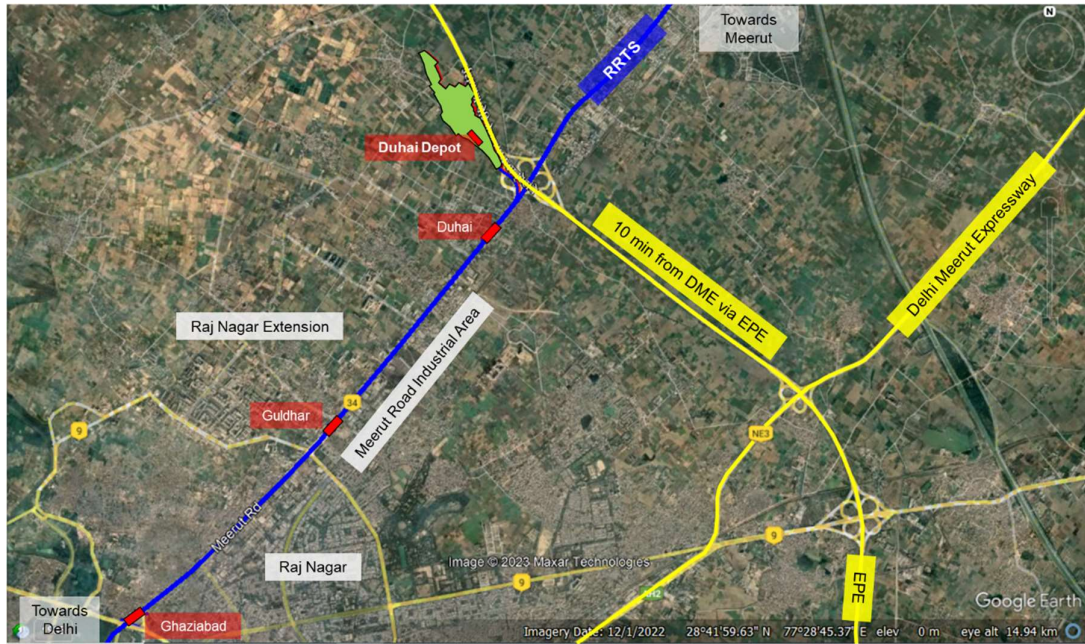 Towards
Meerut
N
RRTS
Duhai Depot
Duhai
10 min from DME via EPE
Delhi Meerut Expressway
Raj Nagar Extension
Meerut Road Industrial Area
34
Guldhar
9
NE3
Meerut Rd
9
Raj Nagar
Image © 2023 Maxar Technologies
9
EPE
AH2
Google Earth
Towards
Delhi
Ghaziabad
Imagery Date: 12/1/2022 28°41'59.63" N 77°28'45.37" E elev 0 m eye alt 14.94 km